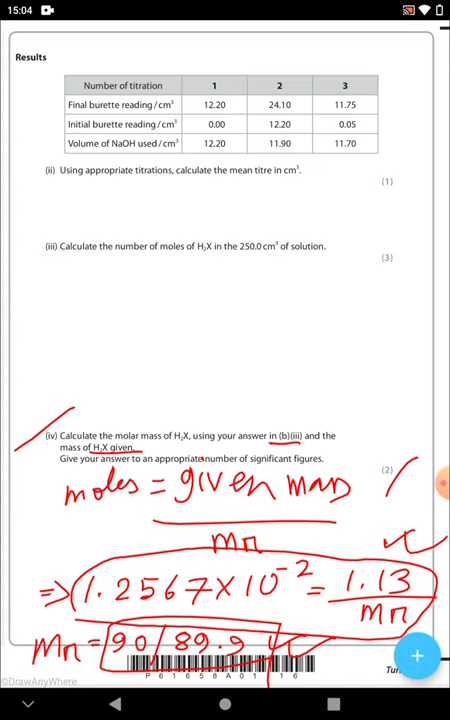 15:04
Results
Number of titration 1 2 3
Final burette reading/cm³ 12.20 24.10 11.75
Initial burette reading/cm³ 0.00 12.20 0.05
Volume of NaOH used/cm³ 12.20 11.90 11.70
(ii) Using appropriate titrations, calculate the mean titre in cm³.
(1)
(iii) Calculate the number of moles of H₂X in the 250.0 cm³ of solution.
(3)
(iv) Calculate the molar mass of H₂X, using your answer in (b)(iii) and the
mass of H₂X given.
Give your answer to an appropriate number of significant figures.
(2)
moles = given mass
Mr
⇒ 1.2567 × 10⁻² = 1.13
Mr
Mr = 90/89.9
+
Tur
P 6 1 6 5 8 A 0 1 1 6
©DrawAnyWhere